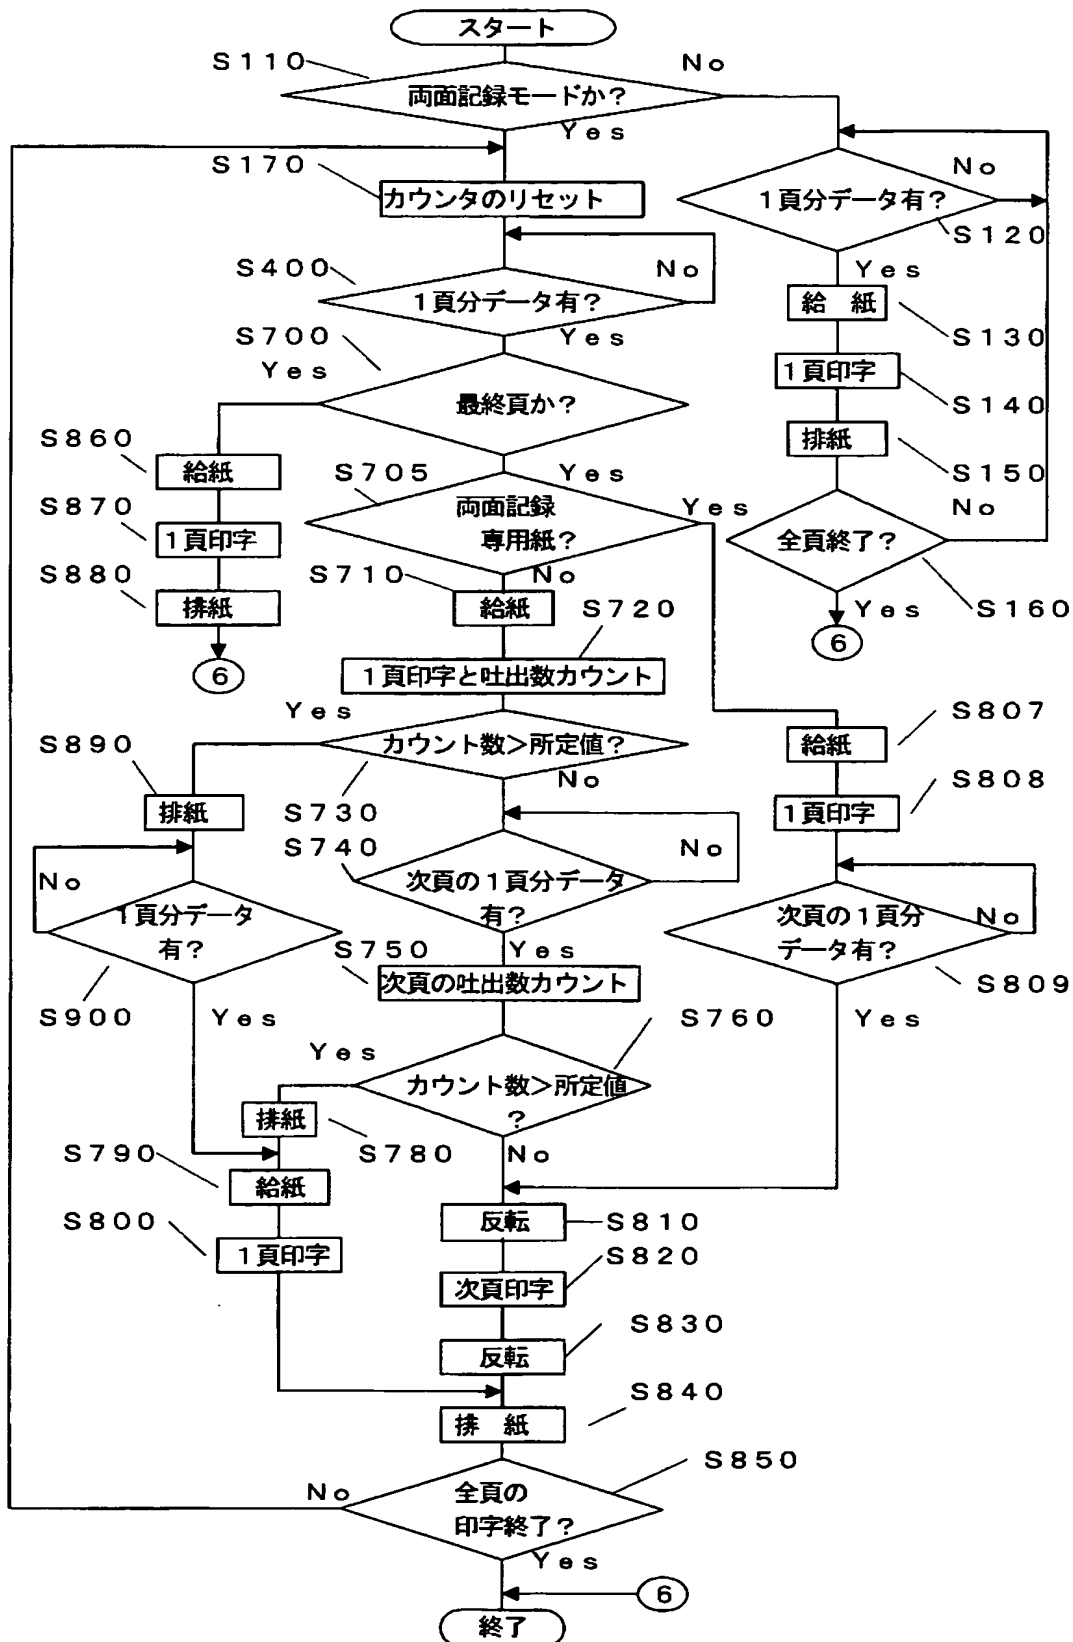 スタート
S110
No
両面記録モードか?
Yes
S170
カウンタのリセット
No
1頁分データ有?
S120
S400
No
1頁分データ有?
Yes
給 紙
S130
S700
Yes
Yes
最終頁か?
1頁印字
S140
S860
給紙
S705
Yes
排紙
S150
両面記録
専用紙?
Yes
No
S870
1頁印字
全頁終了?
S880
排紙
S710
No
給紙
S720
Yes
S160
6
6
1頁印字と吐出数カウント
Yes
S807
S890
カウント数>所定値?
給紙
No
S808
排紙
S730
1頁印字
S740
No
No
次頁の1頁分データ
有?
1頁分データ
有?
次頁の1頁分
データ有?
No
S750
Yes
S809
次頁の吐出数カウント
S900
Yes
S760
Yes
Yes
カウント数>所定値
?
排紙
S780
No
S790
給紙
反転
S810
S800
1頁印字
S820
次頁印字
S830
反転
S840
排 紙
S850
No
全頁の
印字終了?
Yes
6
終了